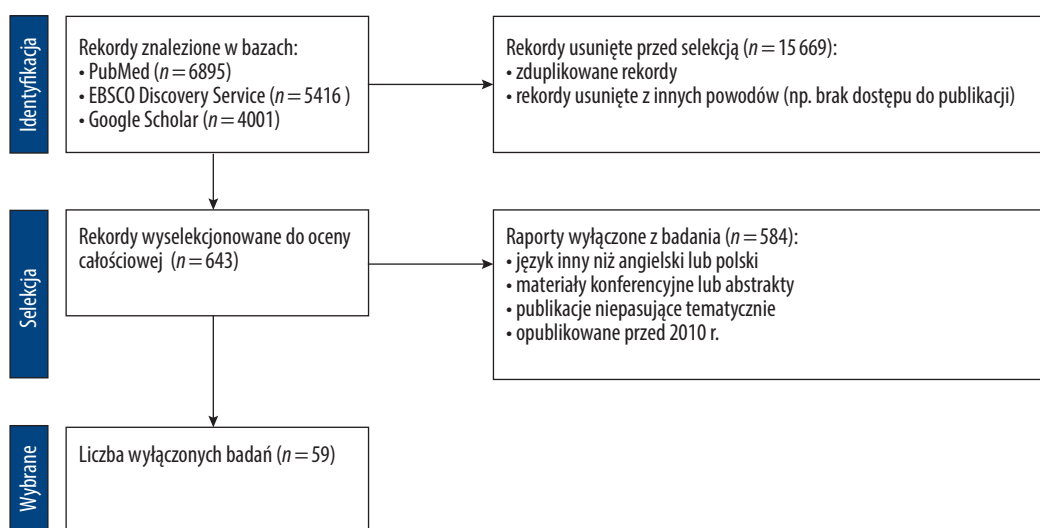 Identyfikacja
Rekordy znalezione w bazach:
• PubMed (n = 6895)
• EBSCO Discovery Service (n = 5416 )
• Google Scholar (n = 4001)
Rekordy usunięte przed selekcją (n = 15 669):
• zduplikowane rekordy
• rekordy usunięte z innych powodów (np. brak dostępu do publikacji)
Selekcja
Rekordy wyselekcjonowane do oceny
całościowej (n = 643)
Raporty wyłączone z badania (n = 584):
• język inny niż angielski lub polski
• materiały konferencyjne lub abstrakty
• publikacje niepasujące tematycznie
• opublikowane przed 2010 r.
Wybrane
Liczba wyłączonych badań (n = 59)